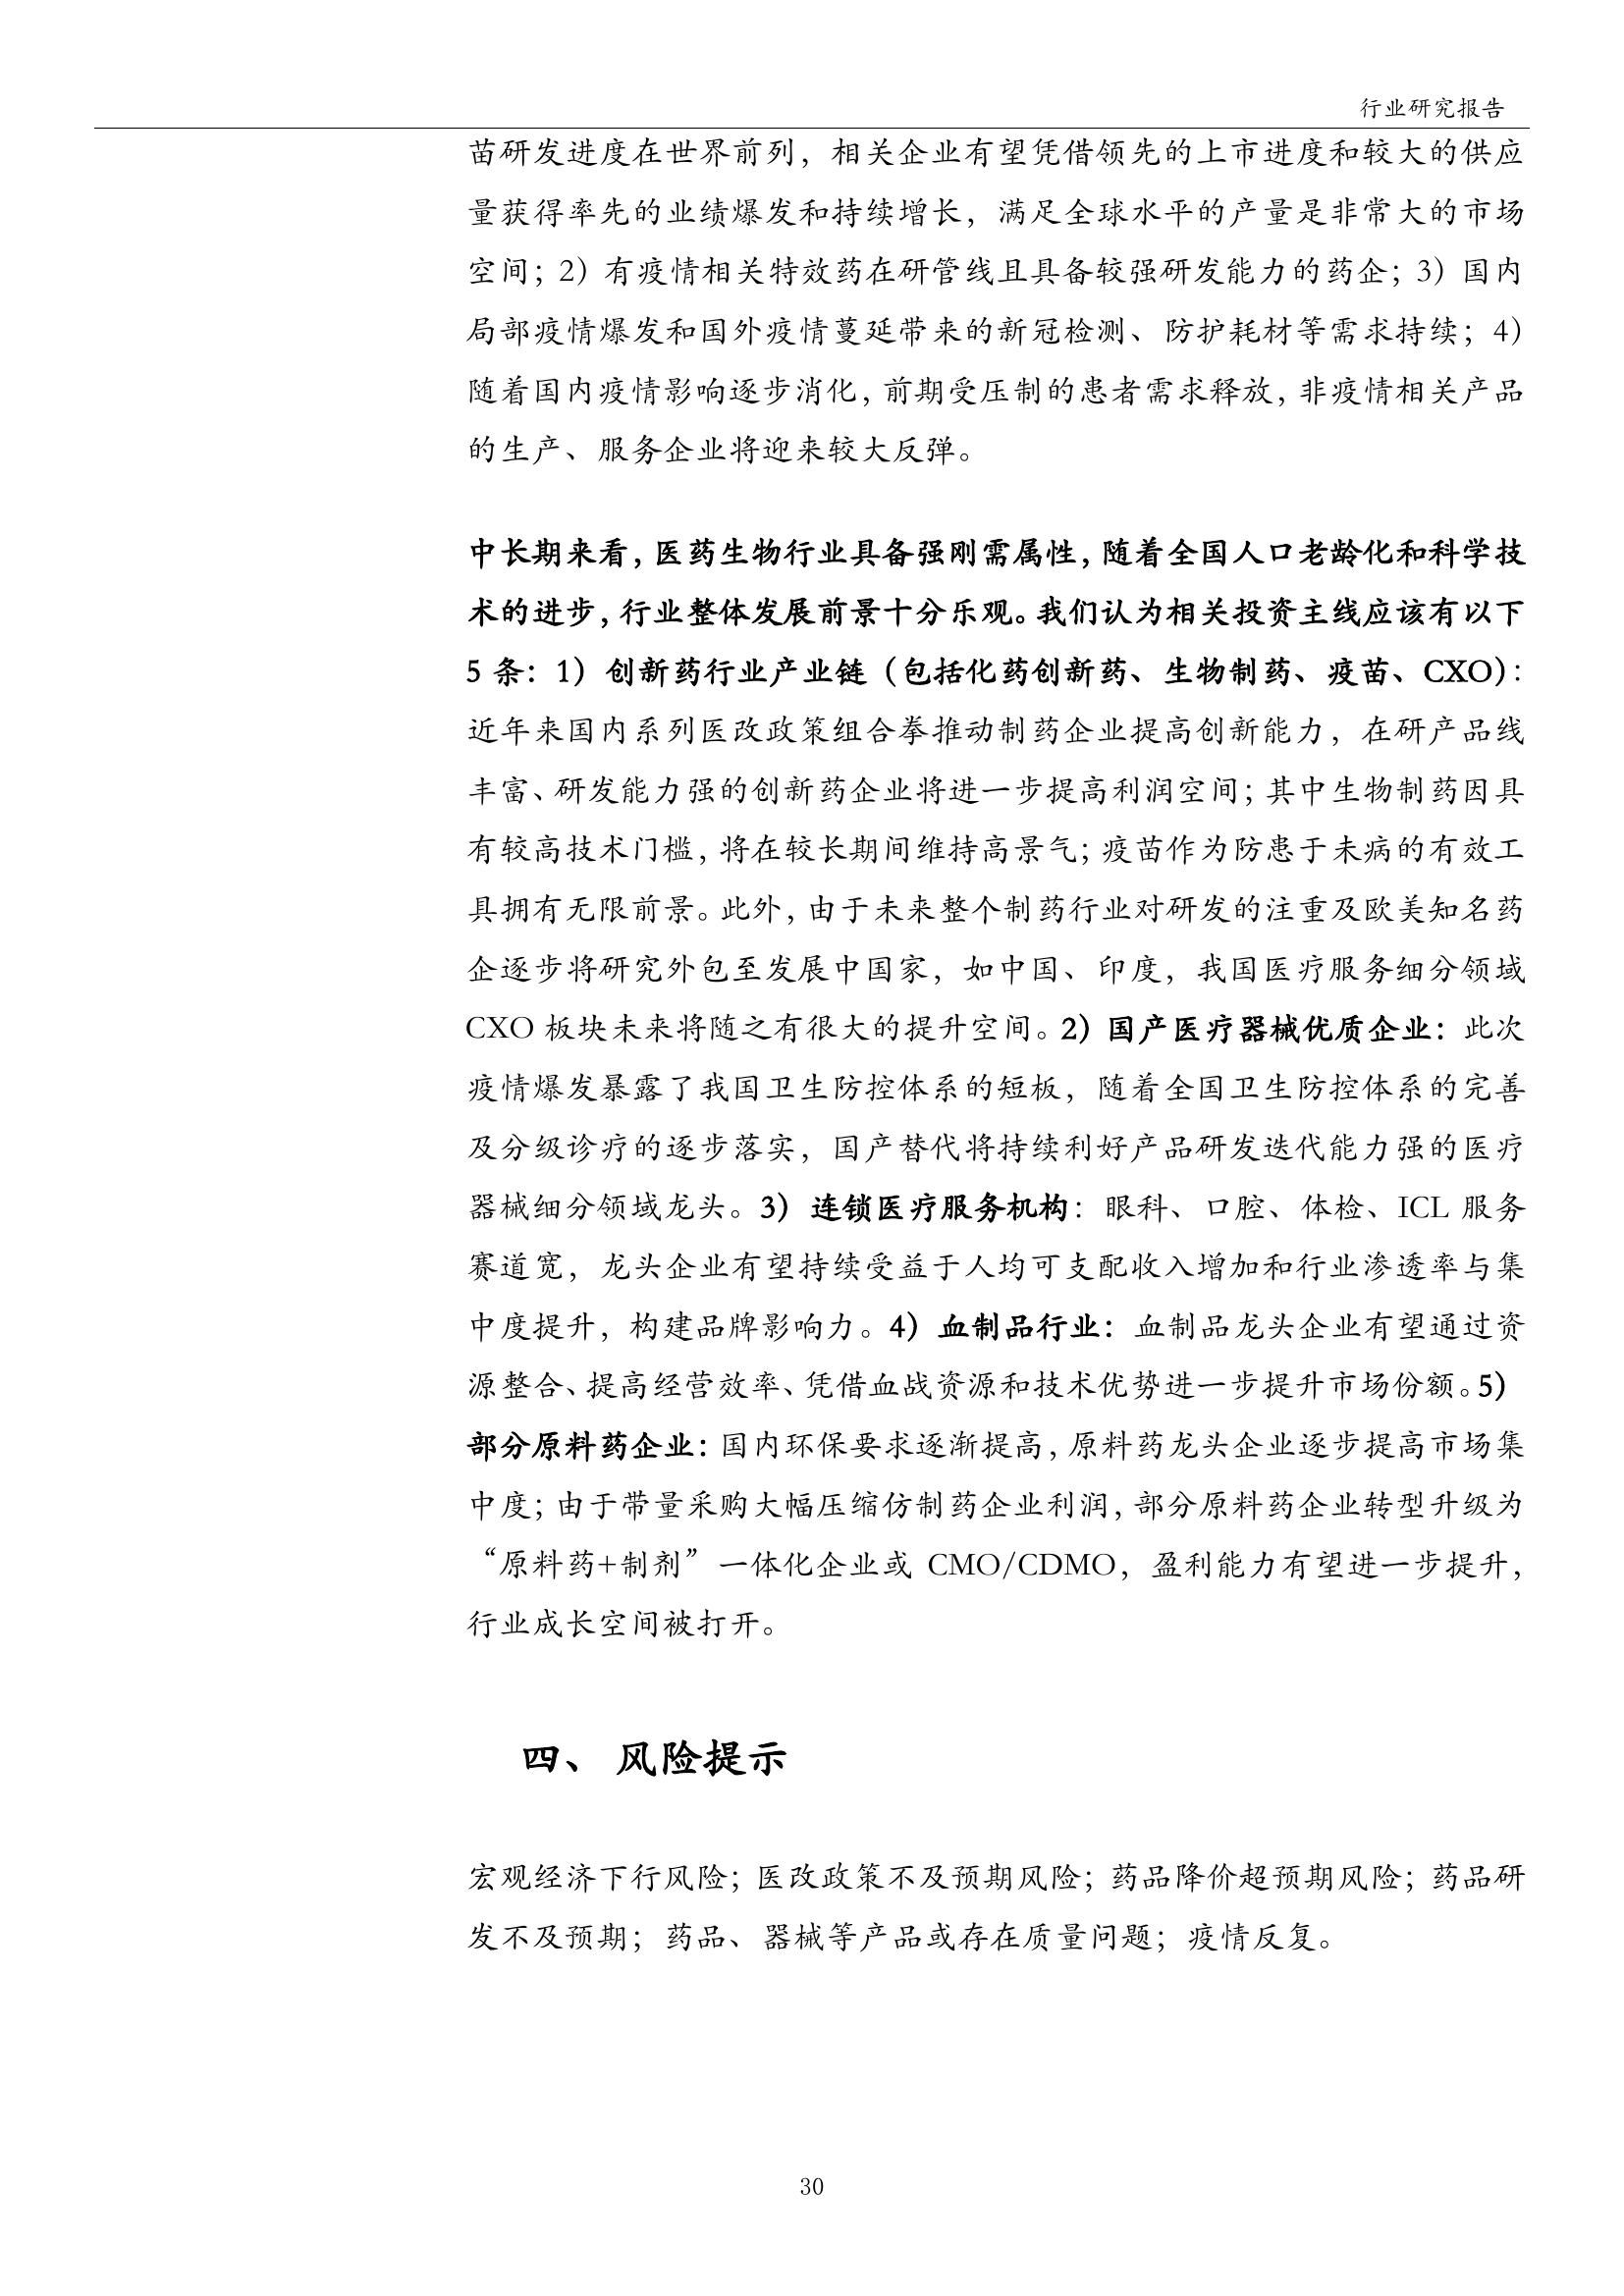 行业研究报告
苗研发进度在世界前列，相关企业有望凭借领先的上市进度和较大的供应
量获得率先的业绩爆发和持续增长，满足全球水平的产量是非常大的市场
空间；2）有疫情相关特效药在研管线且具备较强研发能力的药企；3）国内
局部疫情爆发和国外疫情蔓延带来的新冠检测、防护耗材等需求持续；4）
随着国内疫情影响逐步消化，前期受压制的患者需求释放，非疫情相关产品
的生产、服务企业将迎来较大反弹。
中长期来看，医药生物行业具备强刚需属性，随着全国人口老龄化和科学技
术的进步，行业整体发展前景十分乐观。我们认为相关投资主线应该有以下
5 条：1）创新药行业产业链（包括化药创新药、生物制药、疫苗、CXO）：
近年来国内系列医改政策组合拳推动制药企业提高创新能力，在研产品线
丰富、研发能力强的创新药企业将进一步提高利润空间；其中生物制药因具
有较高技术门槛，将在较长期间维持高景气；疫苗作为防患于未病的有效工
具拥有无限前景。此外，由于未来整个制药行业对研发的注重及欧美知名药
企逐步将研究外包至发展中国家，如中国、印度，我国医疗服务细分领域
CXO 板块未来将随之有很大的提升空间。2）国产医疗器械优质企业：此次
疫情爆发暴露了我国卫生防控体系的短板，随着全国卫生防控体系的完善
及分级诊疗的逐步落实，国产替代将持续利好产品研发迭代能力强的医疗
器械细分领域龙头。3）连锁医疗服务机构：眼科、口腔、体检、ICL 服务
赛道宽，龙头企业有望持续受益于人均可支配收入增加和行业渗透率与集
中度提升，构建品牌影响力。4）血制品行业：血制品龙头企业有望通过资
源整合、提高经营效率、凭借血战资源和技术优势进一步提升市场份额。5）
部分原料药企业：国内环保要求逐渐提高，原料药龙头企业逐步提高市场集
中度；由于带量采购大幅压缩仿制药企业利润，部分原料药企业转型升级为
“原料药+制剂”一体化企业或 CMO/CDMO，盈利能力有望进一步提升，
行业成长空间被打开。
四、 风险提示
宏观经济下行风险；医改政策不及预期风险；药品降价超预期风险；药品研
发不及预期；药品、器械等产品或存在质量问题；疫情反复。
30